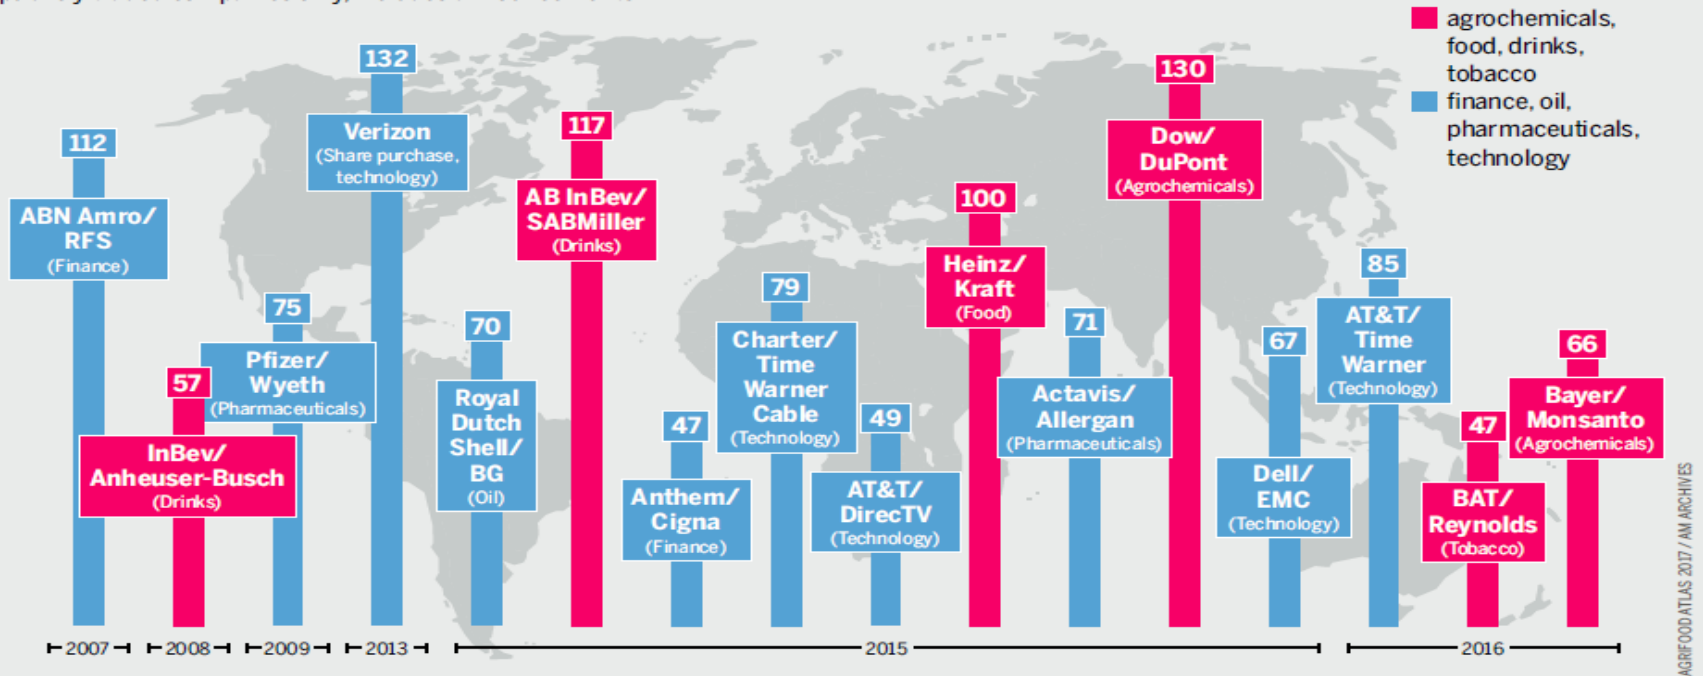 agrochemicals,
food, drinks,
tobacco
finance, oil,
pharmaceuticals,
technology
112
ABN Amro/
RFS
(Finance)
57
InBev/
Anheuser-Busch
(Drinks)
75
Pfizer/
Wyeth
(Pharmaceuticals)
132
Verizon
(Share purchase,
technology)
70
Royal
Dutch
Shell/
BG
(Oil)
117
AB InBev/
SABMiller
(Drinks)
47
Anthem/
Cigna
(Finance)
79
Charter/
Time
Warner
Cable
(Technology)
49
AT&T/
DirecTV
(Technology)
100
Heinz/
Kraft
(Food)
71
Actavis/
Allergan
(Pharmaceuticals)
130
Dow/
DuPont
(Agrochemicals)
67
Dell/
EMC
(Technology)
85
AT&T/
Time
Warner
(Technology)
47
BAT/
Reynolds
(Tobacco)
66
Bayer/
Monsanto
(Agrochemicals)
2007
2008
2009
2013
2015
2016
AGRIFOOD ATLAS 2017 / AM ARCHIVES